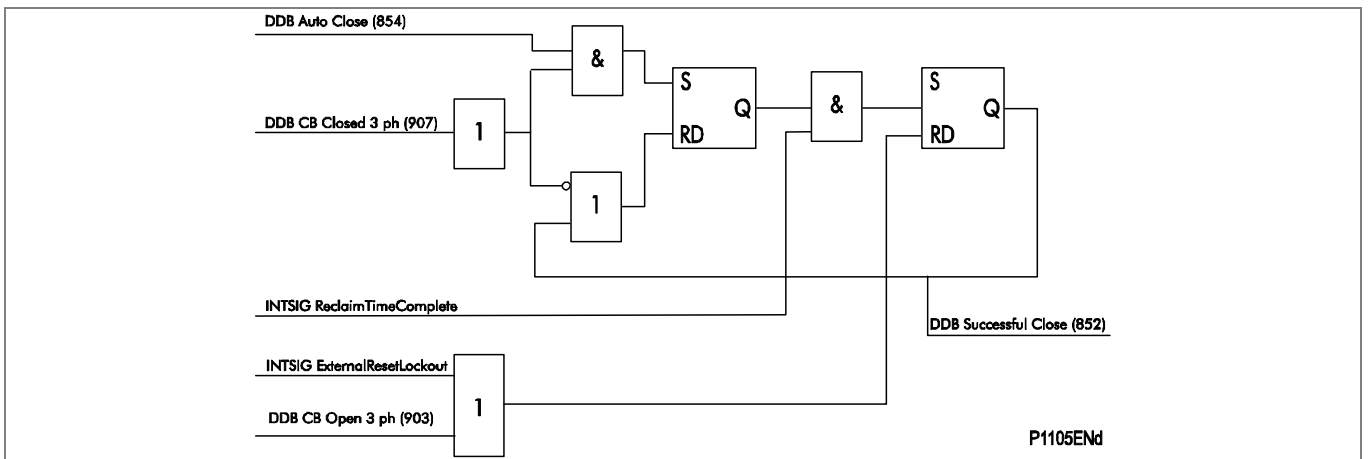 DDB Auto Close (854)
&
S
Q
RD
&
S
Q
RD
DDB CB Closed 3 ph (907)
1
1
INTSIG ReclaimTimeComplete
DDB Successful Close (852)
INTSIG ExternalResetLockout
1
DDB CB Open 3 ph (903)
P1105ENd